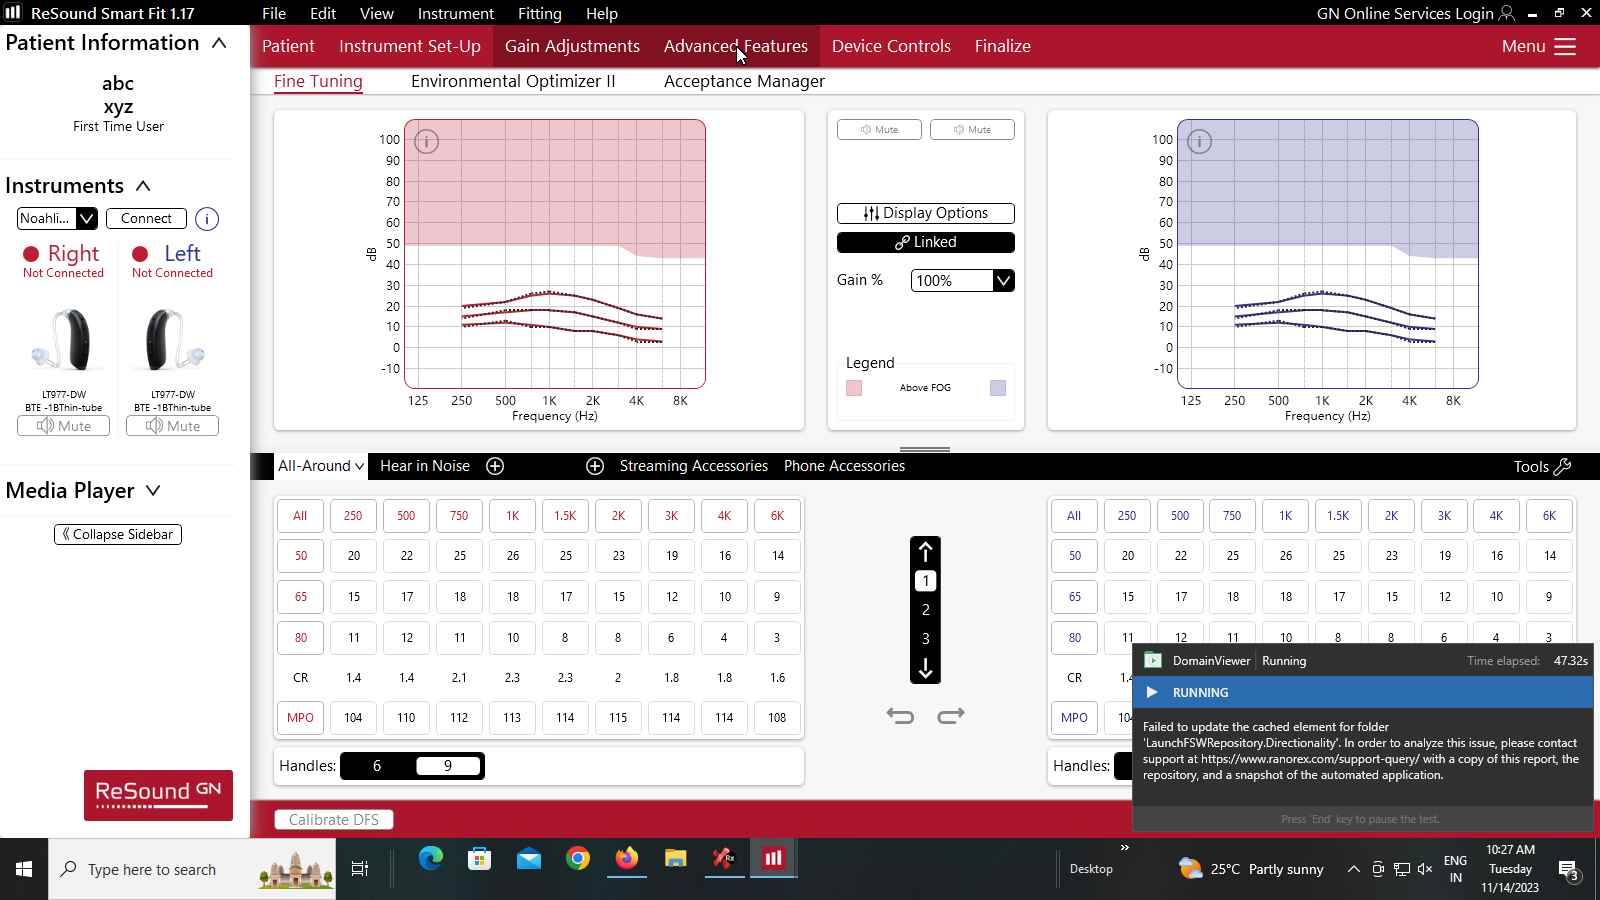 ReSound Smart Fit 1.17
File Edit View Instrument Fitting Help
GN Online Services Login
Patient Information
abc
xyz
First Time User
Instruments
Noahli... Connect i
Right Left
Not Connected Not Connected
LT977-DW LT977-DW
BTE -1BThin-tube BTE -1BThin-tube
Mute Mute
Media Player
Collapse Sidebar
ReSound GN
Patient Instrument Set-Up Gain Adjustments Advanced Features Device Controls Finalize Menu
Fine Tuning Environmental Optimizer II Acceptance Manager
i
100
90
80
70
60
50
40
30
20
10
0
-10
dB
125 250 500 1K 2K 4K 8K
Frequency (Hz)
Mute Mute
Display Options
Linked
Gain % 100%
Legend
Above FOG
i
100
90
80
70
60
50
40
30
20
10
0
-10
dB
125 250 500 1K 2K 4K 8K
Frequency (Hz)
All-Around Hear in Noise Streaming Accessories Phone Accessories Tools
All 250 500 750 1K 1.5K 2K 3K 4K 6K
50 20 22 25 26 25 23 19 16 14
65 15 17 18 18 17 15 12 10 9
80 11 12 11 10 8 8 6 4 3
CR 1.4 1.4 2.1 2.3 2.3 2 1.8 1.8 1.6
MPO 104 110 112 113 114 115 114 114 108
Handles: 6 9
1
2
3
All 250 500 750 1K 1.5K 2K 3K 4K 6K
50 20 22 25 26 25 23 19 16 14
65 15 17 18 18 17 15 12 10 9
80 11 12 11 10 8 8 6 4 3
CR
MPO
Handles:
DomainViewer Running Time elapsed: 47.32s
RUNNING
Failed to update the cached element for folder
'LaunchFSWRepository.Directionality'. In order to analyze this issue, please contact
support at https://www.ranorex.com/support-query/ with a copy of this report, the
repository, and a snapshot of the automated application.
Press 'End' key to pause the test.
Calibrate DFS
Type here to search
Rx
Desktop
25°C Partly sunny
ENG
IN
10:27 AM
Tuesday
11/14/2023
3